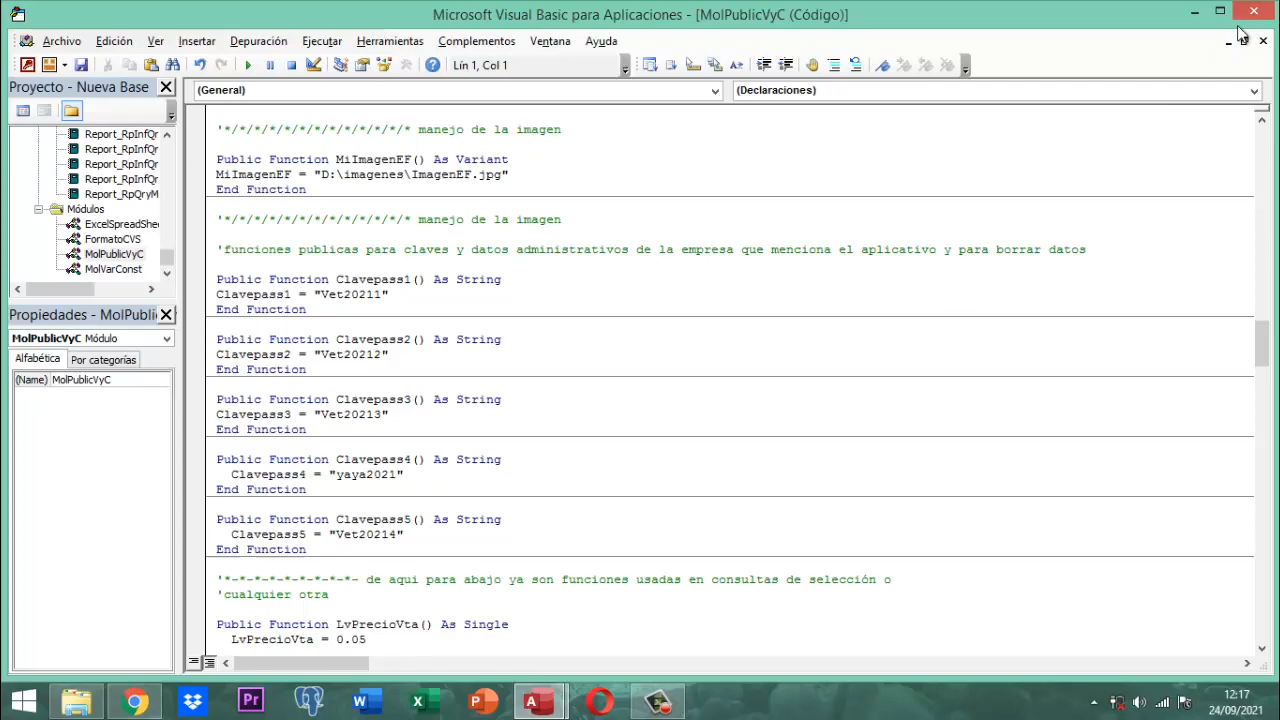 Microsoft Visual Basic para Aplicaciones - [MolPublicVyC (Código)]
Archivo Edición Ver Insertar Depuración Ejecutar Herramientas Complementos Ventana Ayuda
Lín 1, Col 1
Proyecto - Nueva Base
Report_RpInfQr
Report_RpInfQr
Report_RpInfQr
Report_RpInfQr
Report_RpQryM
Módulos
ExcelSpreadShe
FormatoCVS
MolPublicVyC
MolVarConst
Propiedades - MolPubli
MolPublicVyC Módulo
Alfabética Por categorías
(Name) MolPublicVyC
(General) (Declaraciones)
'*/*/*/*/*/*/*/*/*/*/*/*/* manejo de la imagen
Public Function MiImagenEF() As Variant
MiImagenEF = "D:\imagenes\ImagenEF.jpg"
End Function
'*/*/*/*/*/*/*/*/*/*/*/*/* manejo de la imagen
'funciones publicas para claves y datos administrativos de la empresa que menciona el aplicativo y para borrar datos
Public Function Clavepass1() As String
Clavepass1 = "Vet20211"
End Function
Public Function Clavepass2() As String
Clavepass2 = "Vet20212"
End Function
Public Function Clavepass3() As String
Clavepass3 = "Vet20213"
End Function
Public Function Clavepass4() As String
Clavepass4 = "yaya2021"
End Function
Public Function Clavepass5() As String
Clavepass5 = "Vet20214"
End Function
'*-*-*-*-*-*-*-*-*- de aqui para abajo ya son funciones usadas en consultas de selección o
'cualquier otra
Public Function LvPrecioVta() As Single
LvPrecioVta = 0.05
12:17
24/09/2021